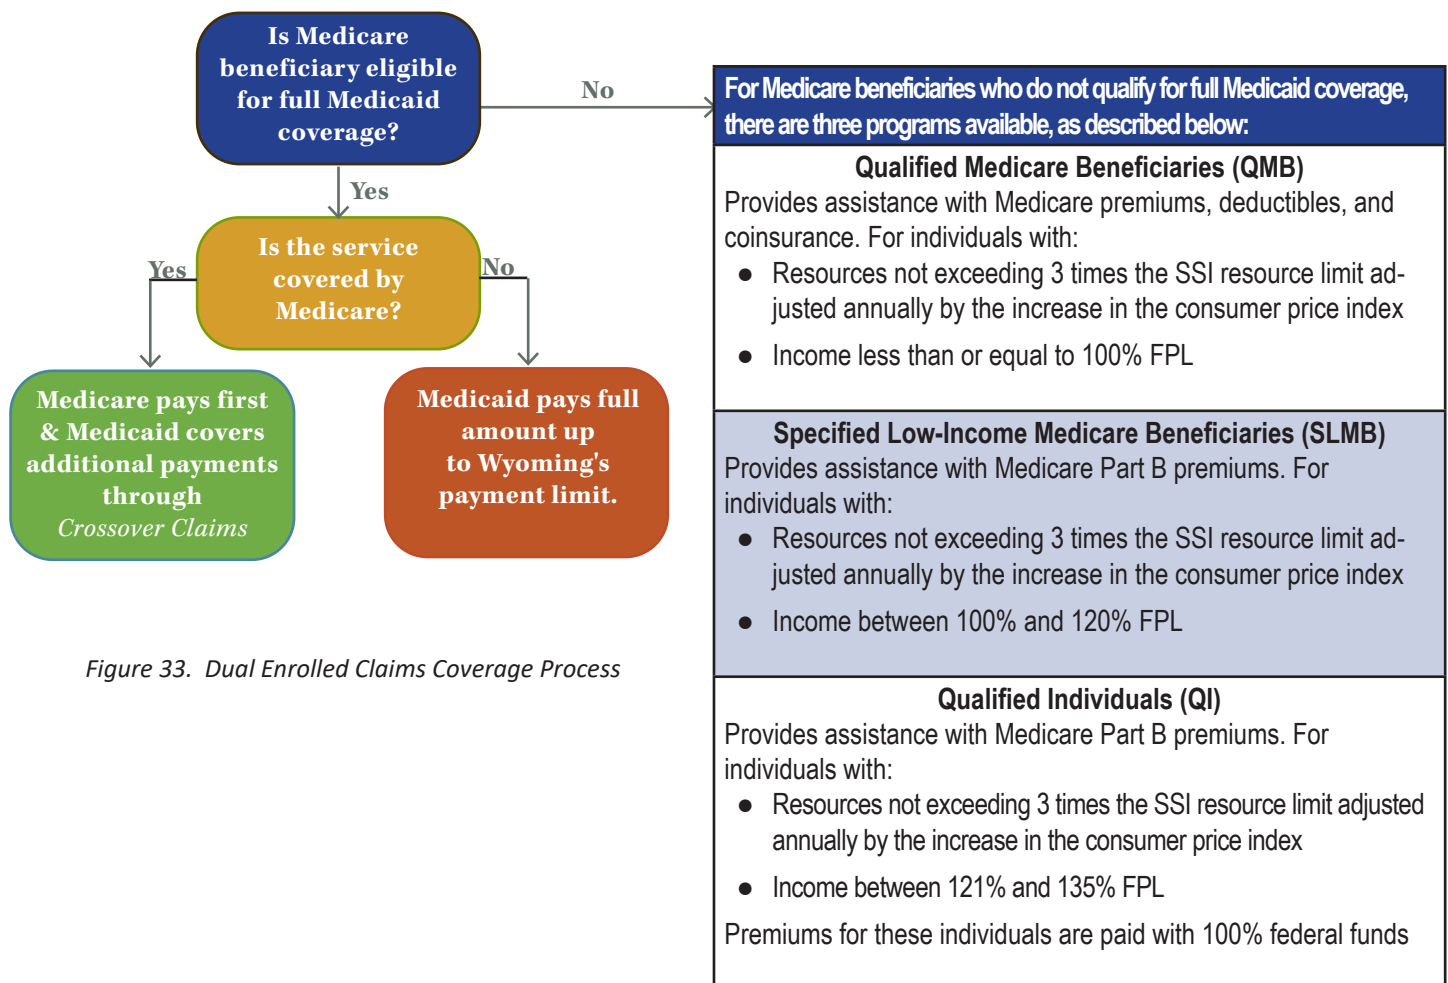 Is Medicare
beneficiary eligible
for full Medicaid
coverage?
No
Yes
Is the service
covered by
Medicare?
Yes
No
Medicare pays first
& Medicaid covers
additional payments
through
Crossover Claims
Medicaid pays full
amount up
to Wyoming's
payment limit.
Figure 33.  Dual Enrolled Claims Coverage Process
For Medicare beneficiaries who do not qualify for full Medicaid coverage,
there are three programs available, as described below:
Qualified Medicare Beneficiaries (QMB)
Provides assistance with Medicare premiums, deductibles, and
coinsurance. For individuals with:
● Resources not exceeding 3 times the SSI resource limit ad-
justed annually by the increase in the consumer price index
● Income less than or equal to 100% FPL
Specified Low-Income Medicare Beneficiaries (SLMB)
Provides assistance with Medicare Part B premiums. For
individuals with:
● Resources not exceeding 3 times the SSI resource limit ad-
justed annually by the increase in the consumer price index
● Income between 100% and 120% FPL
Qualified Individuals (QI)
Provides assistance with Medicare Part B premiums. For
individuals with:
● Resources not exceeding 3 times the SSI resource limit adjusted
annually by the increase in the consumer price index
● Income between 121% and 135% FPL
Premiums for these individuals are paid with 100% federal funds